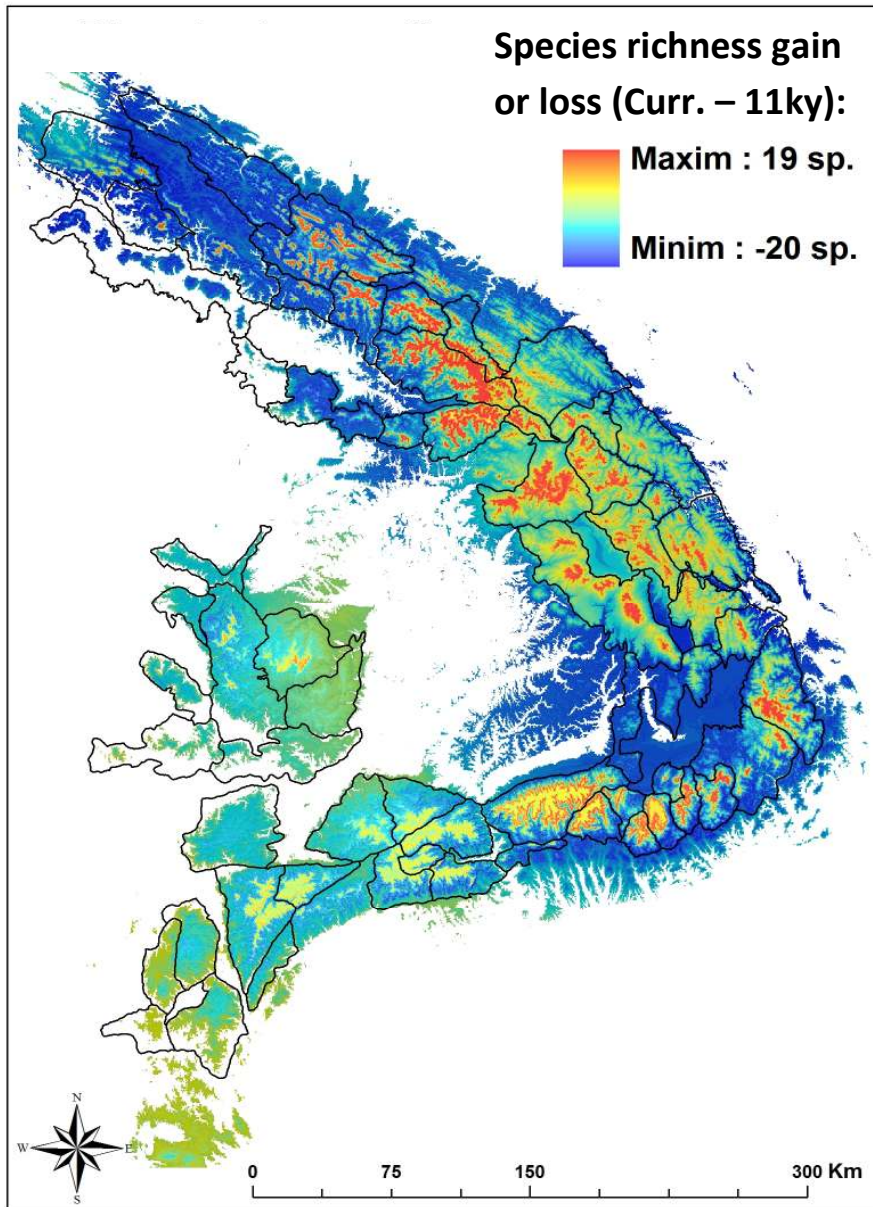 Species richness gain
or loss (Curr. – 11ky):
Maxim : 19 sp.
Minim : -20 sp.
N
W E
S
0 75 150 300 Km